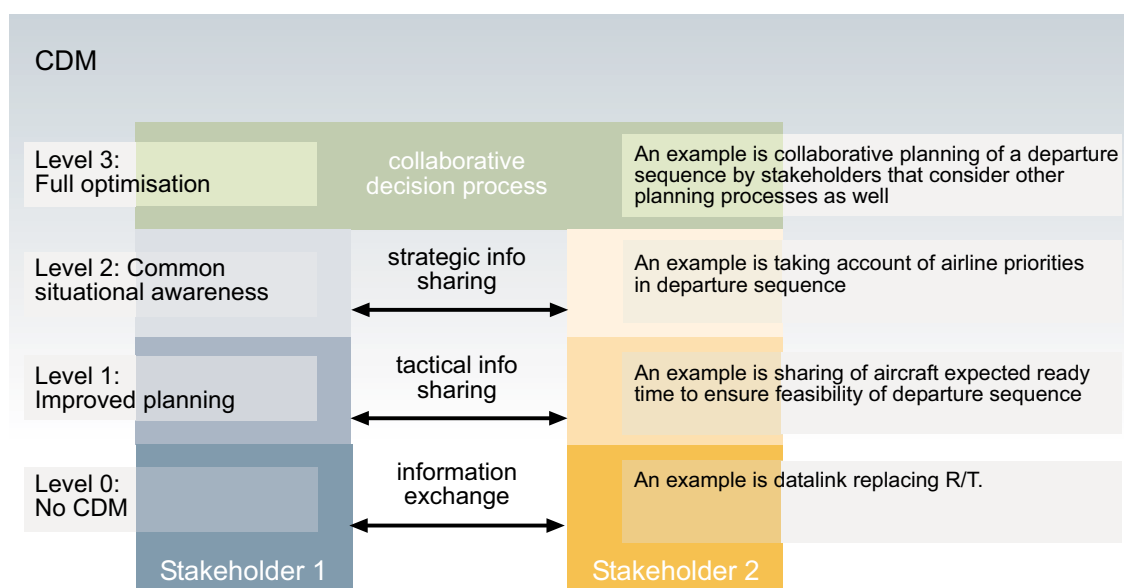 CDM
Level 3:
Full optimisation
collaborative
decision process
An example is collaborative planning of a departure
sequence by stakeholders that consider other
planning processes as well
Level 2: Common
situational awareness
strategic info
sharing
An example is taking account of airline priorities
in departure sequence
Level 1:
Improved planning
tactical info
sharing
An example is sharing of aircraft expected ready
time to ensure feasibility of departure sequence
Level 0:
No CDM
information
exchange
An example is datalink replacing R/T.
Stakeholder 1
Stakeholder 2